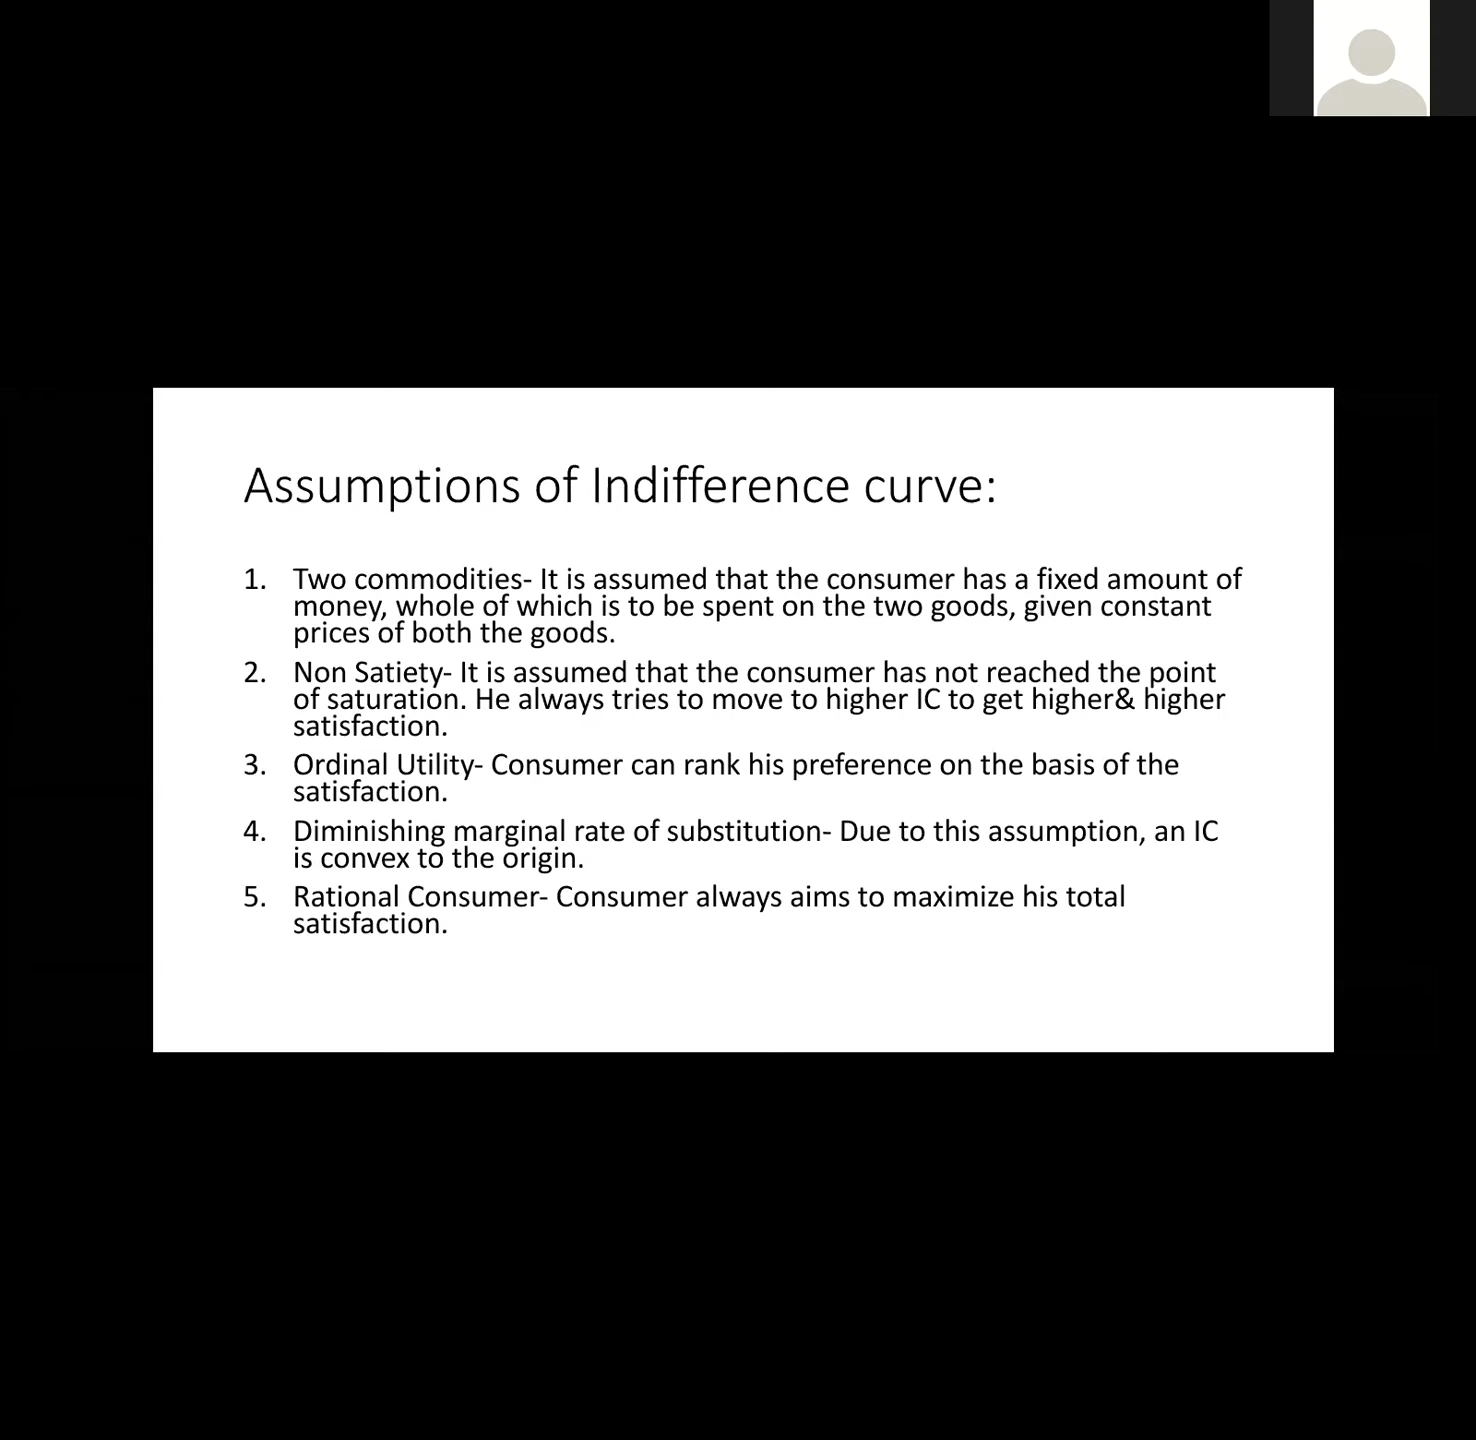 Assumptions of Indifference curve:
1. Two commodities- It is assumed that the consumer has a fixed amount of
money, whole of which is to be spent on the two goods, given constant
prices of both the goods.
2. Non Satiety- It is assumed that the consumer has not reached the point
of saturation. He always tries to move to higher IC to get higher& higher
satisfaction.
3. Ordinal Utility- Consumer can rank his preference on the basis of the
satisfaction.
4. Diminishing marginal rate of substitution- Due to this assumption, an IC
is convex to the origin.
5. Rational Consumer- Consumer always aims to maximize his total
satisfaction.